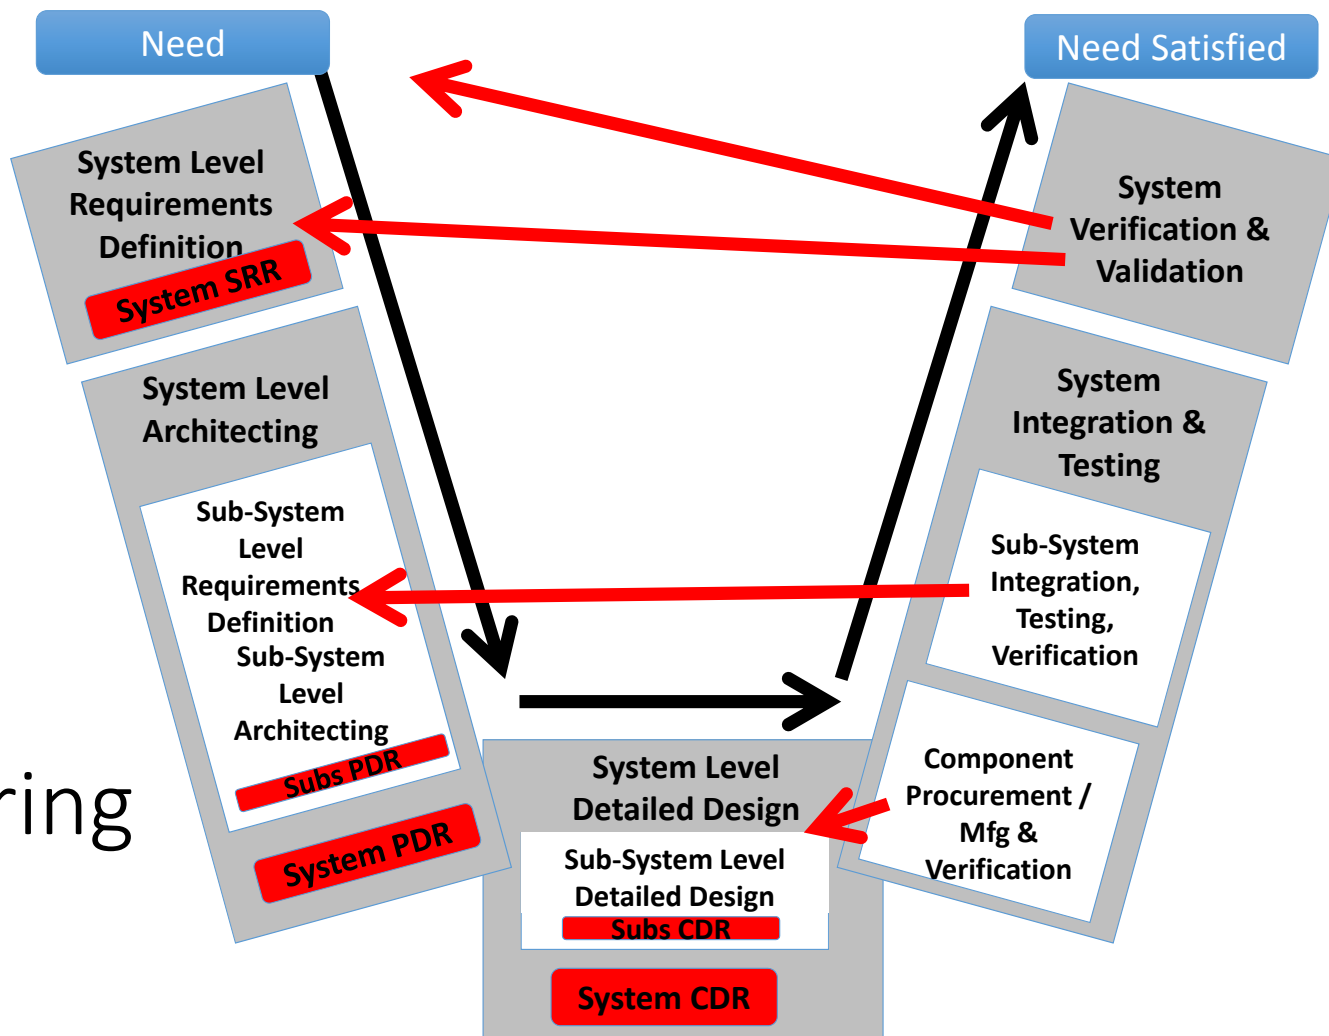 Need
Need Satisfied
System Level
Requirements
Definition
System SRR
System Level
Architecting
Sub-System
Level
Requirements
Definition
Sub-System
Level
Architecting
Subs PDR
System PDR
ring
System Level
Detailed Design
Sub-System Level
Detailed Design
Subs CDR
System CDR
System
Verification &
Validation
System
Integration &
Testing
Sub-System
Integration,
Testing,
Verification
Component
Procurement /
Mfg &
Verification